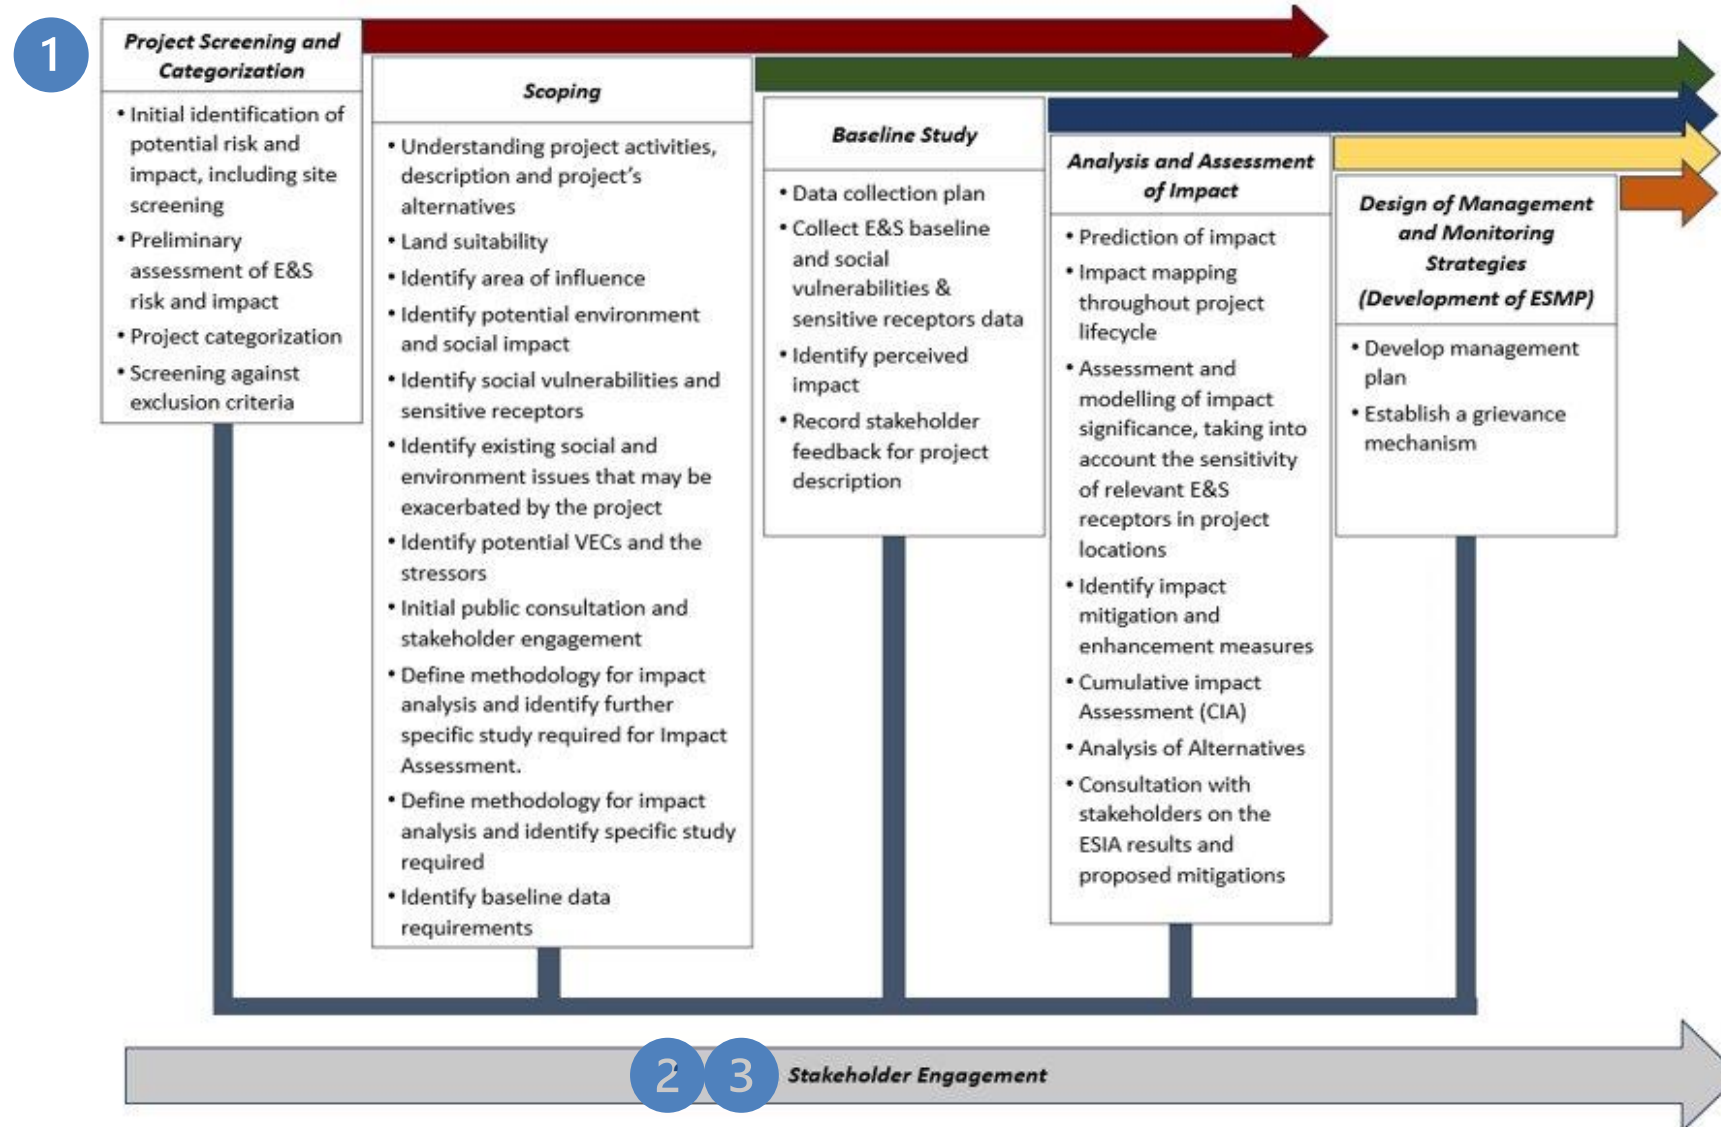 1
Project Screening and
Categorization
• Initial identification of
potential risk and
impact, including site
screening
• Preliminary
assessment of E&S
risk and impact
• Project categorization
• Screening against
exclusion criteria
Scoping
• Understanding project activities,
description and project's
alternatives
• Land suitability
• Identify area of influence
• Identify potential environment
and social impact
• Identify social vulnerabilities and
sensitive receptors
• Identify existing social and
environment issues that may be
exacerbated by the project
• Identify potential VECs and the
stressors
• Initial public consultation and
stakeholder engagement
• Define methodology for impact
analysis and identify further
specific study required for Impact
Assessment.
• Define methodology for impact
analysis and identify specific study
required
• Identify baseline data
requirements
Baseline Study
• Data collection plan
• Collect E&S baseline
and social
vulnerabilities &
sensitive receptors data
• Identify perceived
impact
• Record stakeholder
feedback for project
description
Analysis and Assessment
of Impact
• Prediction of impact
• Impact mapping
throughout project
lifecycle
• Assessment and
modelling of impact
significance, taking into
account the sensitivity
of relevant E&S
receptors in project
locations
• Identify impact
mitigation and
enhancement measures
• Cumulative impact
Assessment (CIA)
• Analysis of Alternatives
• Consultation with
stakeholders on the
ESIA results and
proposed mitigations
Design of Management
and Monitoring
Strategies
(Development of ESMP)
• Develop management
plan
• Establish a grievance
mechanism
2 3 Stakeholder Engagement